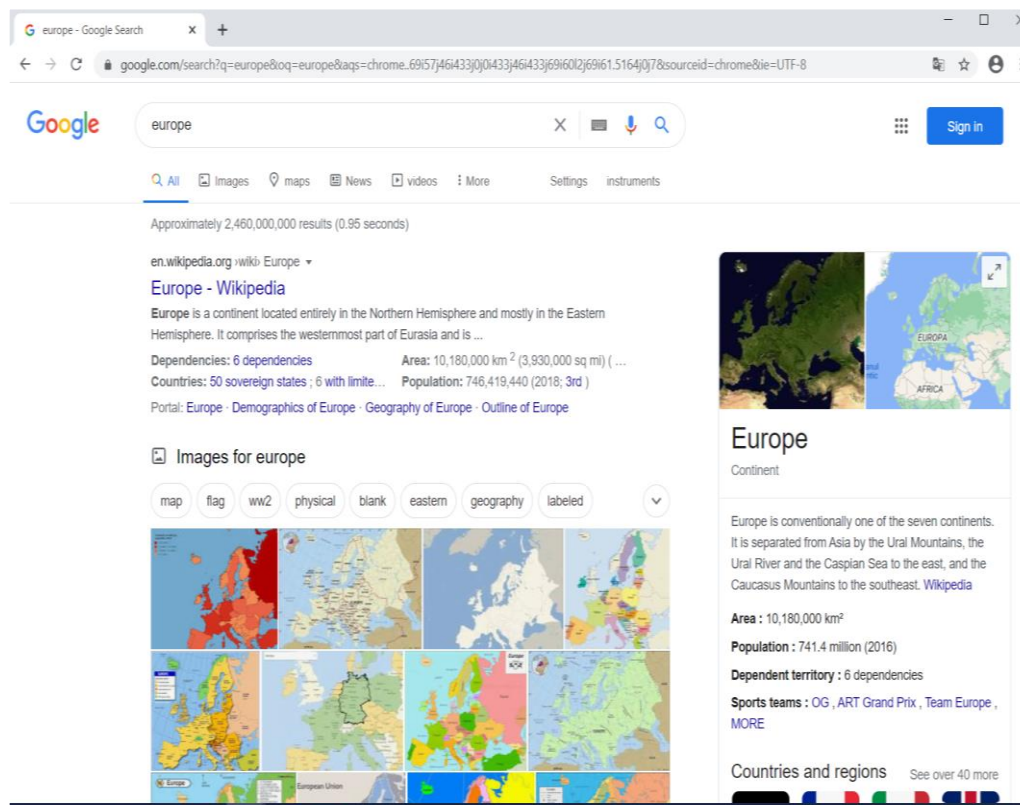 europe - Google Search
google.com/search?q=europe&oq=europe&aqs=chrome..69i57j46i433j0j0i433j46i433j69i60l2j69i61.5164j0j7&sourceid=chrome&ie=UTF-8
Google
europe
Sign in
All Images maps News videos More Settings instruments
Approximately 2,460,000,000 results (0.95 seconds)
en.wikipedia.org ›wiki› Europe
Europe - Wikipedia
Europe is a continent located entirely in the Northern Hemisphere and mostly in the Eastern
Hemisphere. It comprises the westernmost part of Eurasia and is ...
Dependencies: 6 dependencies Area: 10,180,000 km 2 (3,930,000 sq mi) ( ...
Countries: 50 sovereign states ; 6 with limite... Population: 746,419,440 (2018; 3rd )
Portal: Europe · Demographics of Europe · Geography of Europe · Outline of Europe
Images for europe
map flag ww2 physical blank eastern geography labeled
Europe
Europe
European Union
EUROPA
AFRICA
Europe
Continent
Europe is conventionally one of the seven continents.
It is separated from Asia by the Ural Mountains, the
Ural River and the Caspian Sea to the east, and the
Caucasus Mountains to the southeast. Wikipedia
Area : 10,180,000 km²
Population : 741.4 million (2016)
Dependent territory : 6 dependencies
Sports teams : OG , ART Grand Prix , Team Europe ,
MORE
Countries and regions See over 40 more